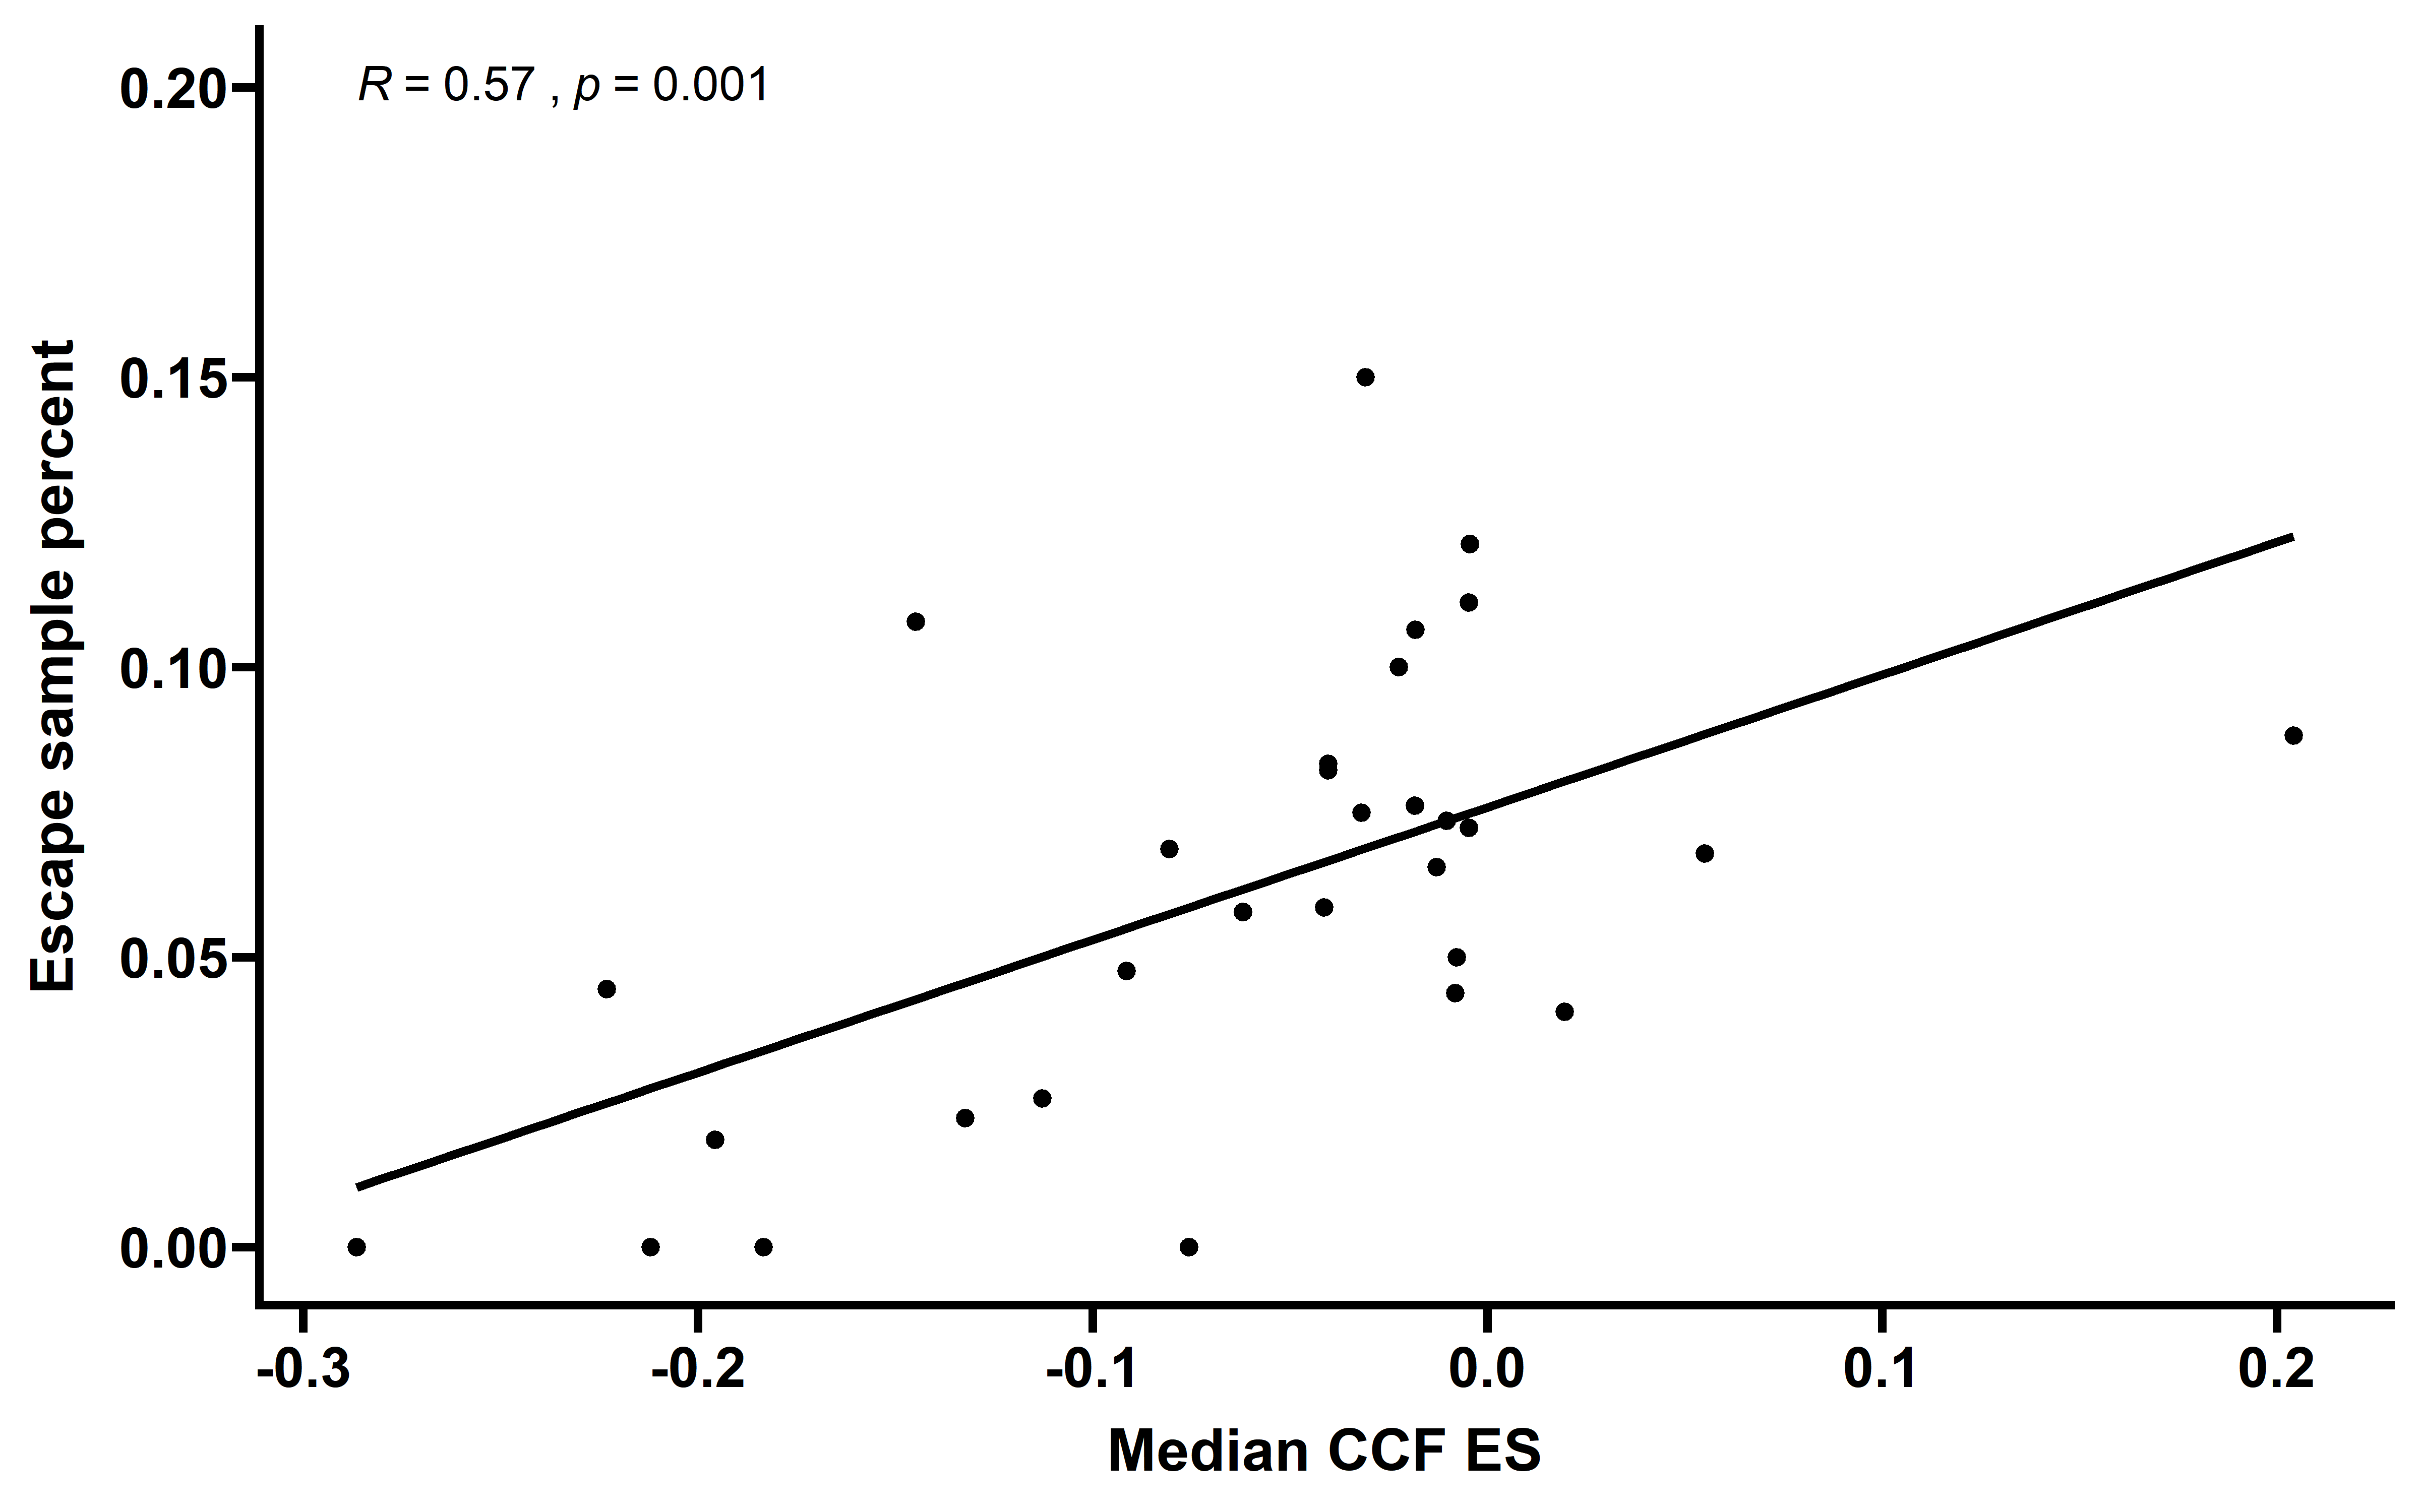 R = 0.57 , p = 0.001
Escape sample percent
0.20
0.15
0.10
0.05
0.00
-0.3 -0.2 -0.1 0.0 0.1 0.2
Median CCF ES